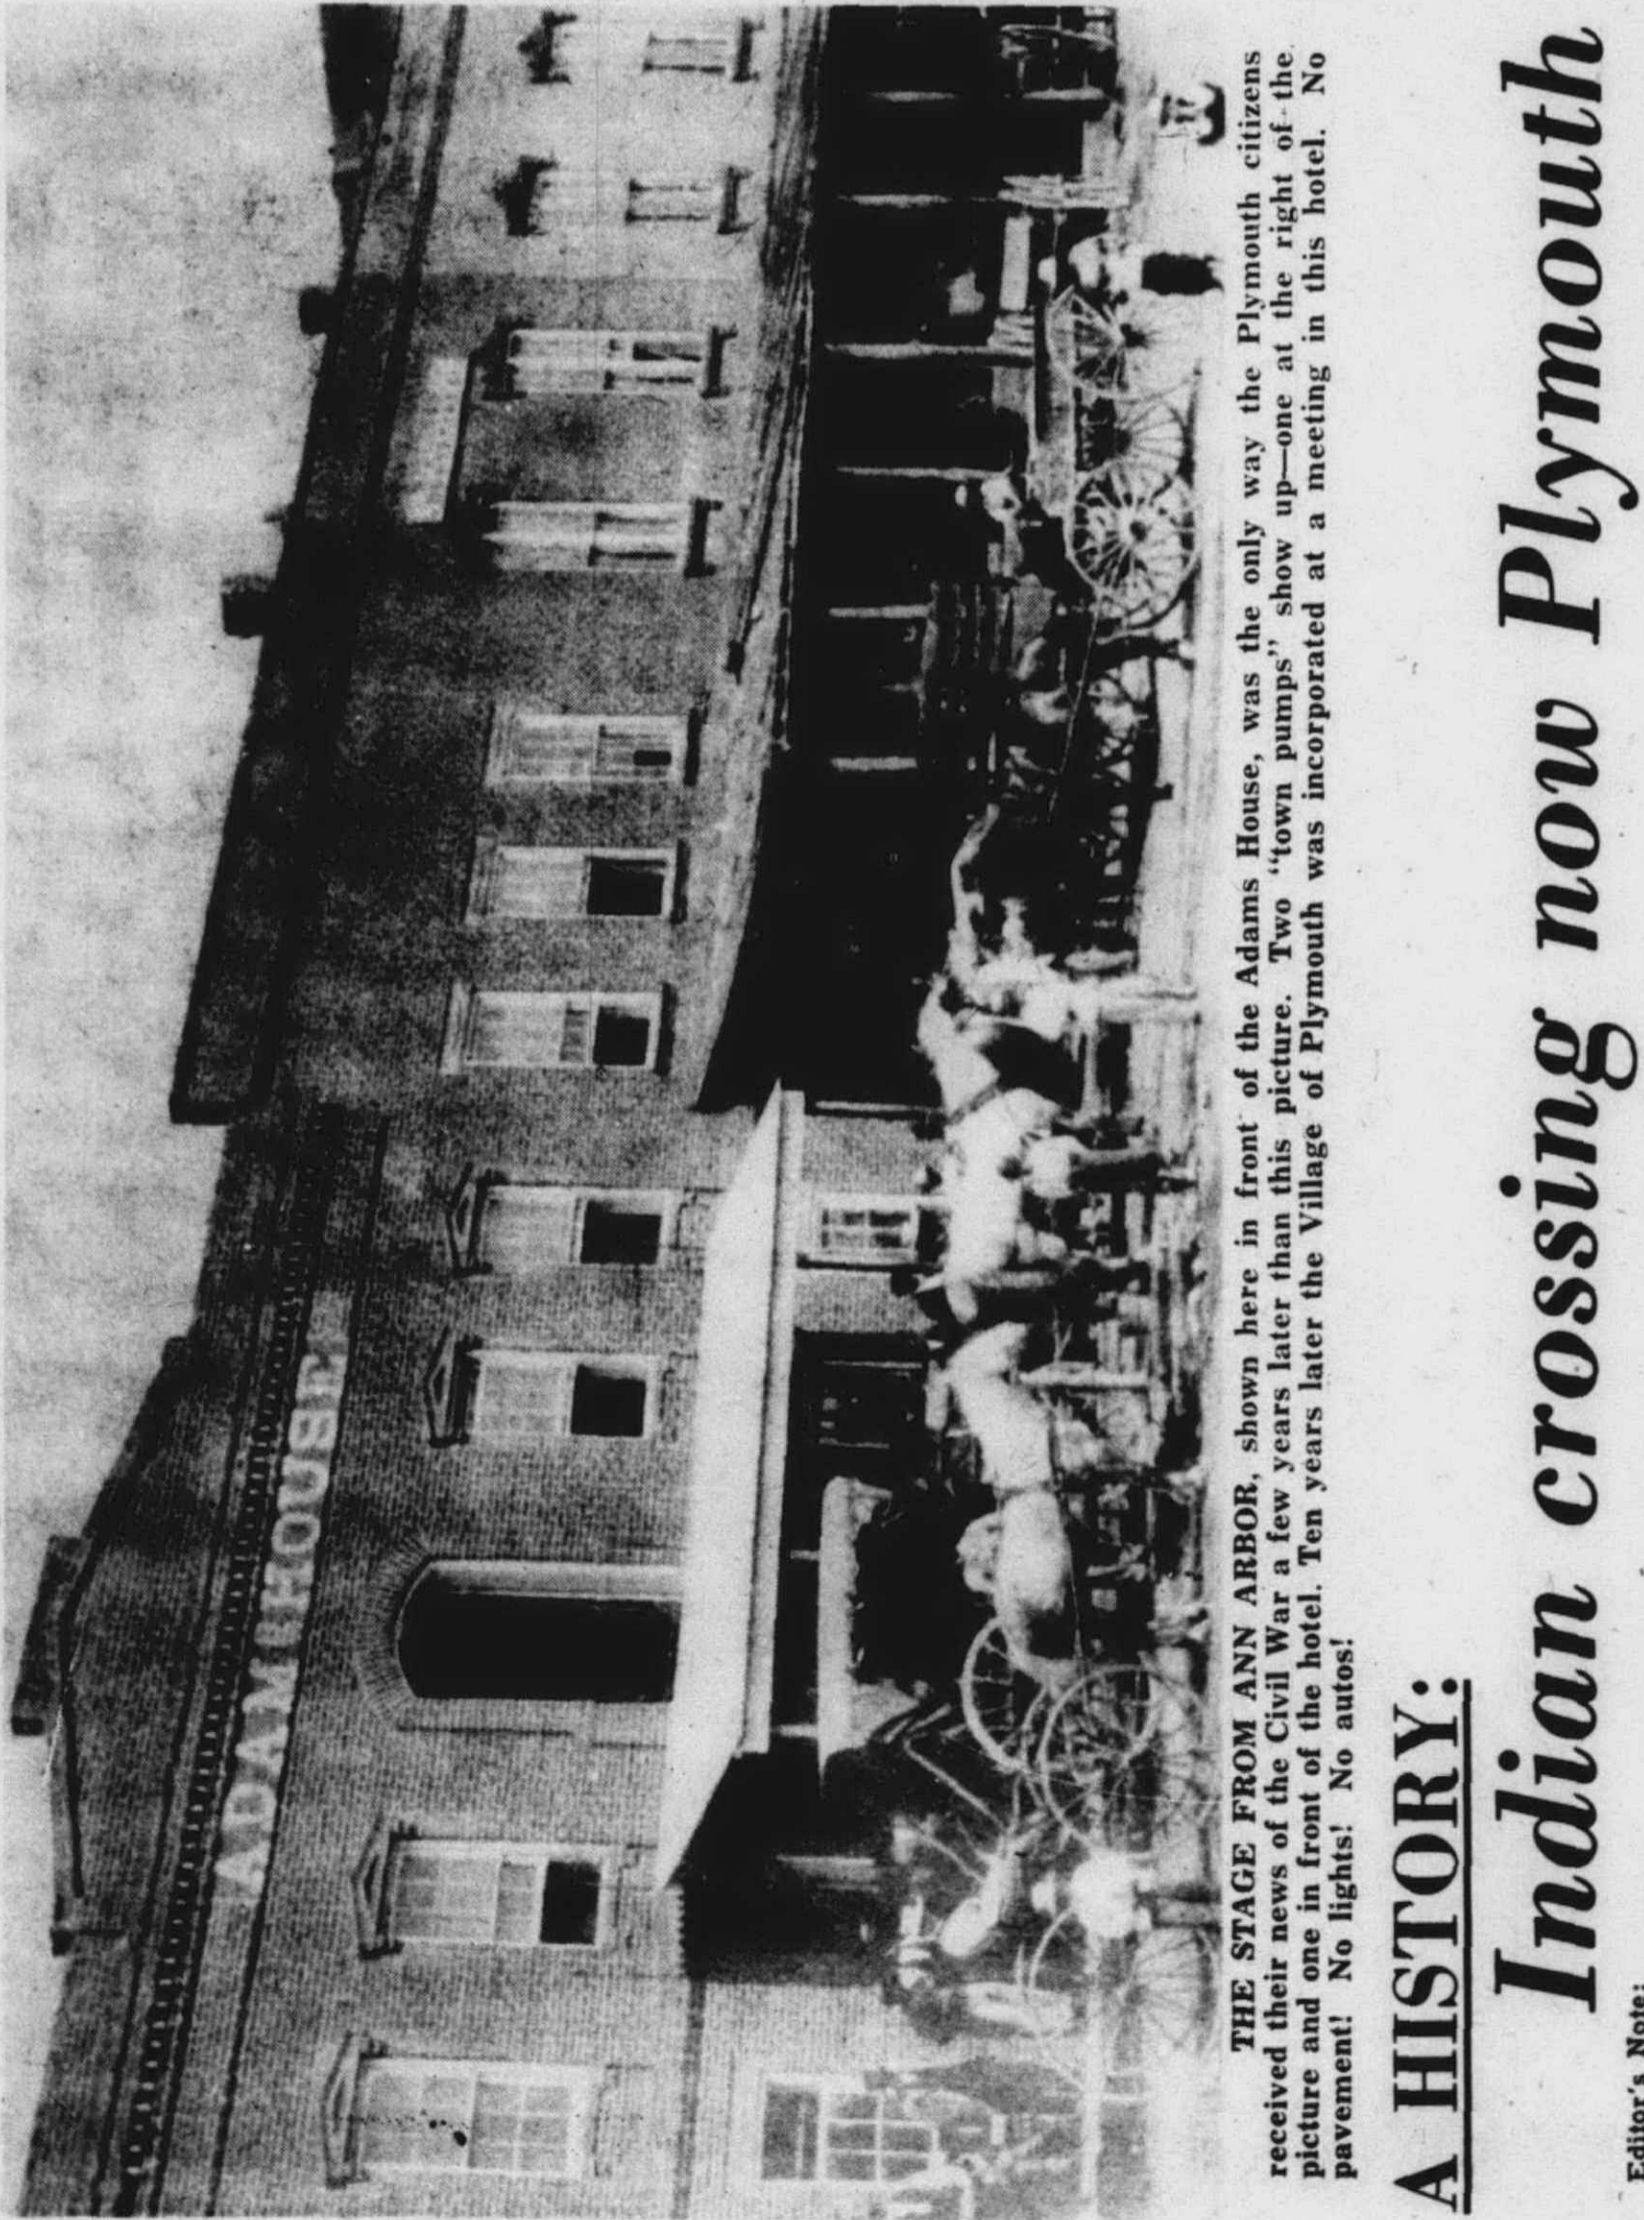 ADAMS HOUSE
THE STAGE FROM ANN ARBOR, shown here in front of the Adams House, was the only way the Plymouth citizens
received their news of the Civil War a few years later than this picture. Two “town pumps” show up—one at the right of the
picture and one in front of the hotel. Ten years later the Village of Plymouth was incorporated at a meeting in this hotel. No
pavement! No lights! No autos!
A HISTORY:
Indian crossing now Plymouth
Editor's Note: